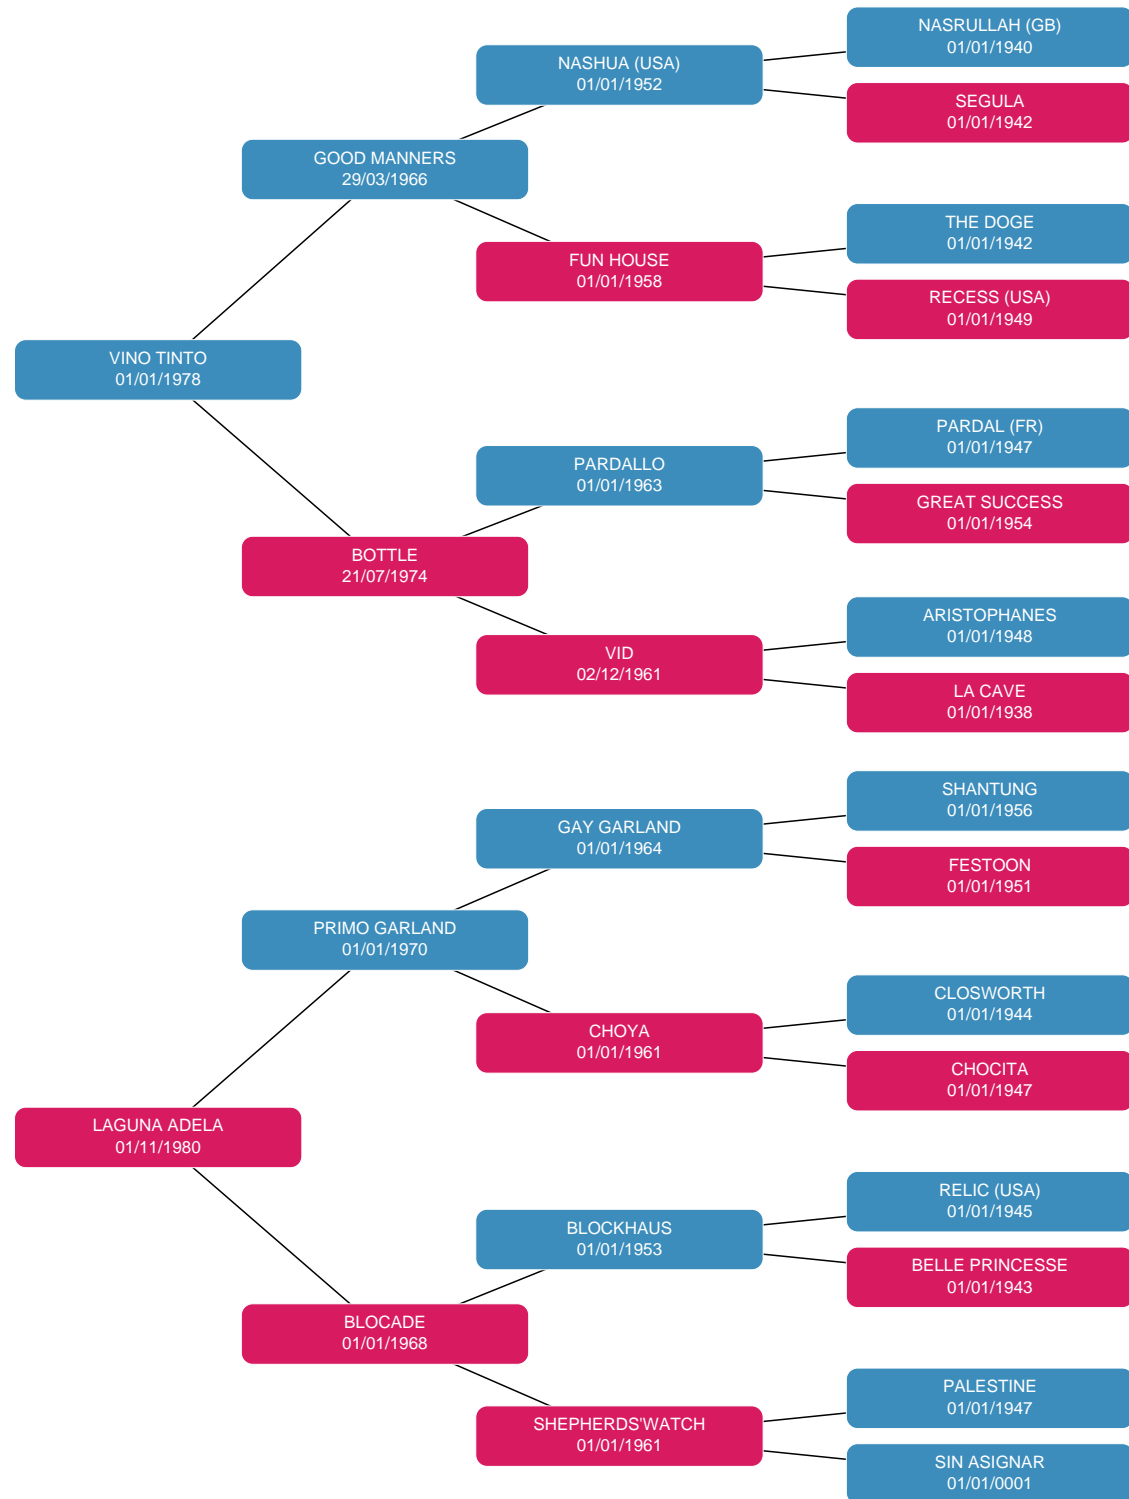 NASRULLAH (GB)
01/01/1940
NASHUA (USA)
01/01/1952
SEGULA
01/01/1942
GOOD MANNERS
29/03/1966
THE DOGE
01/01/1942
FUN HOUSE
01/01/1958
RECESS (USA)
01/01/1949
VINO TINTO
01/01/1978
PARDAL (FR)
01/01/1947
PARDALLO
01/01/1963
GREAT SUCCESS
01/01/1954
BOTTLE
21/07/1974
ARISTOPHANES
01/01/1948
VID
02/12/1961
LA CAVE
01/01/1938
SHANTUNG
01/01/1956
GAY GARLAND
01/01/1964
FESTOON
01/01/1951
PRIMO GARLAND
01/01/1970
CLOSWORTH
01/01/1944
CHOYA
01/01/1961
CHOCITA
01/01/1947
LAGUNA ADELA
01/11/1980
RELIC (USA)
01/01/1945
BLOCKHAUS
01/01/1953
BELLE PRINCESSE
01/01/1943
BLOCADE
01/01/1968
PALESTINE
01/01/1947
SHEPHERDS'WATCH
01/01/1961
SIN ASIGNAR
01/01/0001